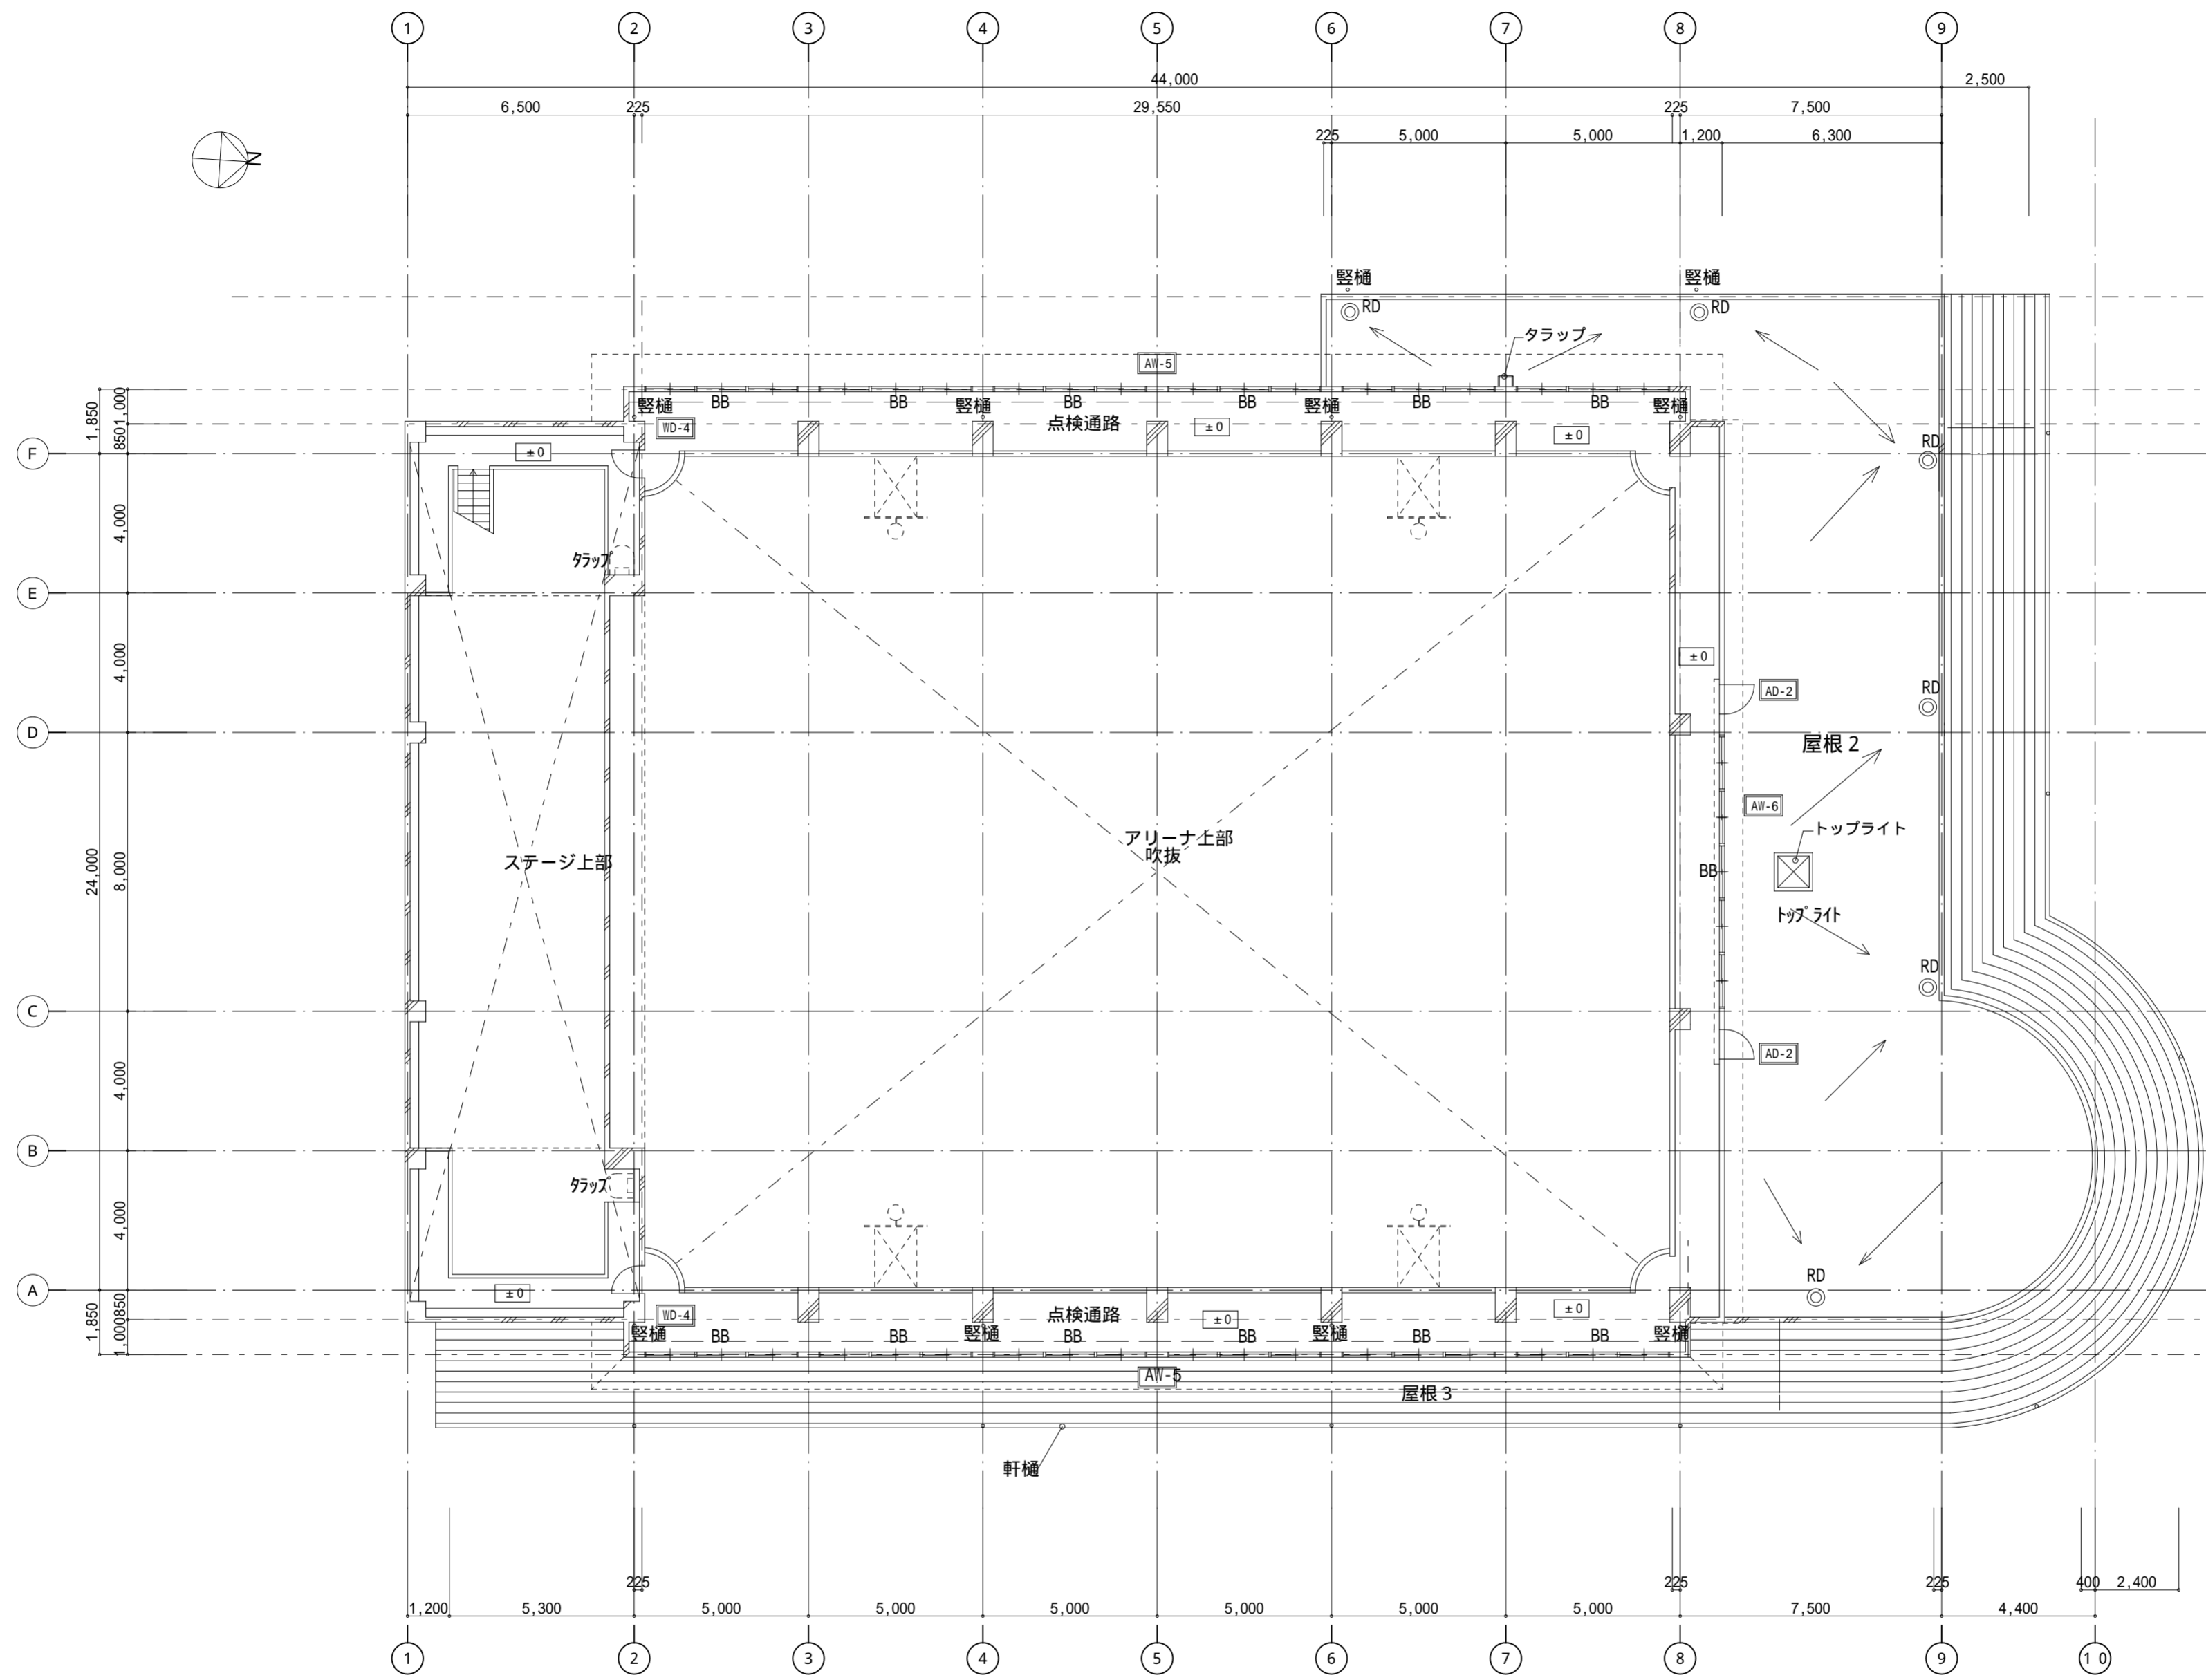 1 2 3 4 5 6 7 8 9
44,000 2,500
6,500 225 29,550 225 7,500
225 5,000 5,000 1,200 6,300
N
竪樋 竪樋
RD RD
タラップ
AW-5
1,850 1,000 850
竪樋 BB BB 竪樋 BB BB 竪樋 BB BB 竪樋
WD-4 点検通路 ±0 ±0
RD
F ±0
4,000
タラップ
E
4,000 ±0
AD-2 RD
D
屋根2
AW-6
トップライト
アリーナ上部
吹抜
ステージ上部
24,000 8,000
BB
トップライト
RD
C
AD-2
4,000
B
タラップ
4,000
RD
A ±0
WD-4 点検通路 ±0 ±0
1,850 850 1,000
竪樋 BB BB 竪樋 BB BB 竪樋 BB BB 竪樋
AW-5
屋根3
軒樋
225 225 225 400 2,400
1,200 5,300 5,000 5,000 5,000 5,000 5,000 5,000 7,500 4,400
1 2 3 4 5 6 7 8 9 10